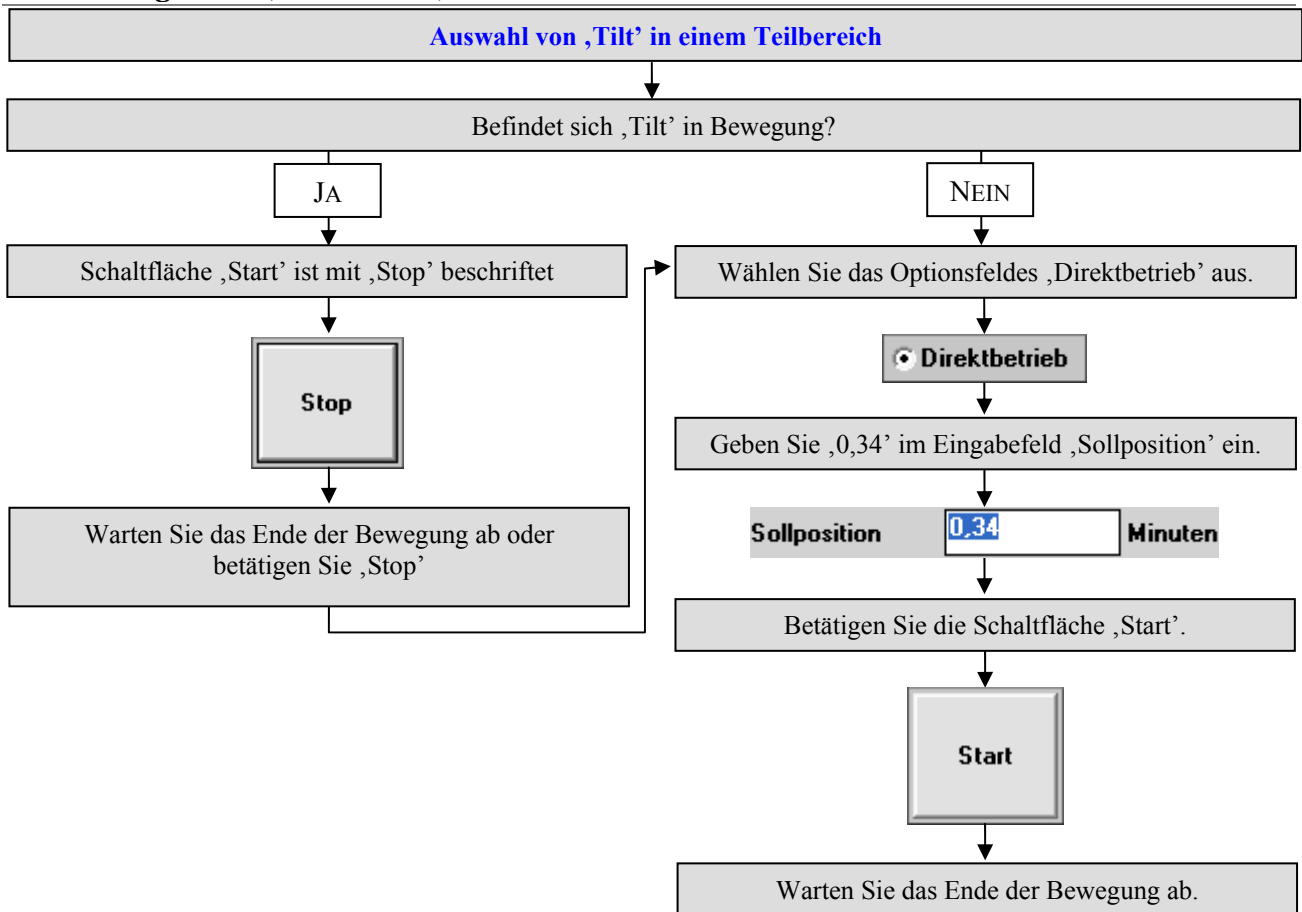 Auswahl von ‚Tilt’ in einem Teilbereich
Befindet sich ‚Tilt’ in Bewegung?
JA
Schaltfläche ‚Start’ ist mit ‚Stop’ beschriftet
Stop
Warten Sie das Ende der Bewegung ab oder
betätigen Sie ‚Stop’
NEIN
Wählen Sie das Optionsfeldes ‚Direktbetrieb’ aus.
Direktbetrieb
Geben Sie ‚0,34’ im Eingabefeld ‚Sollposition’ ein.
Sollposition 0,34 Minuten
Betätigen Sie die Schaltfläche ‚Start’.
Start
Warten Sie das Ende der Bewegung ab.